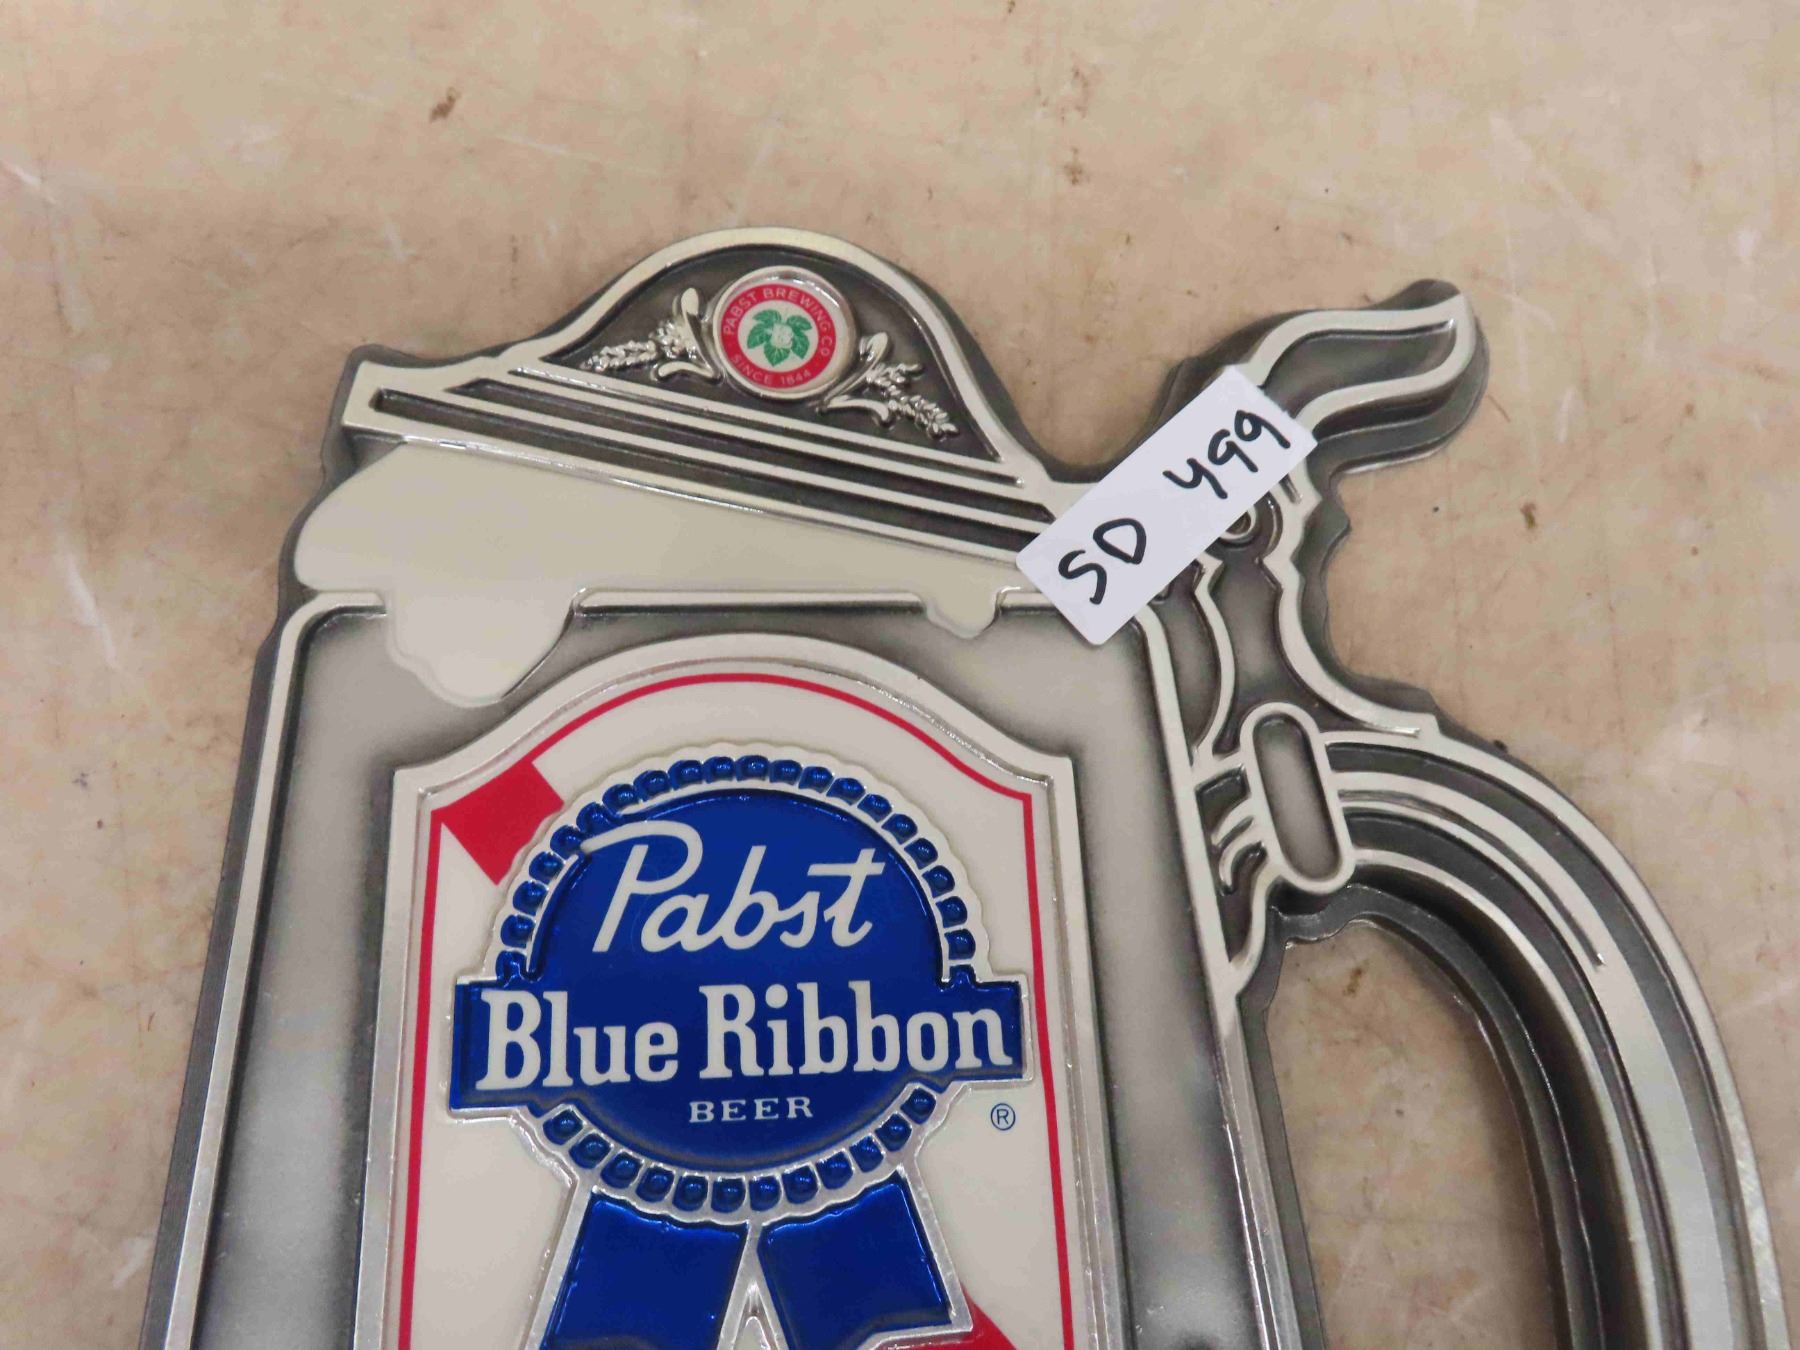 PABST BREWING CO
SINCE 1844
SD 499
Pabst
Blue Ribbon
BEER
®